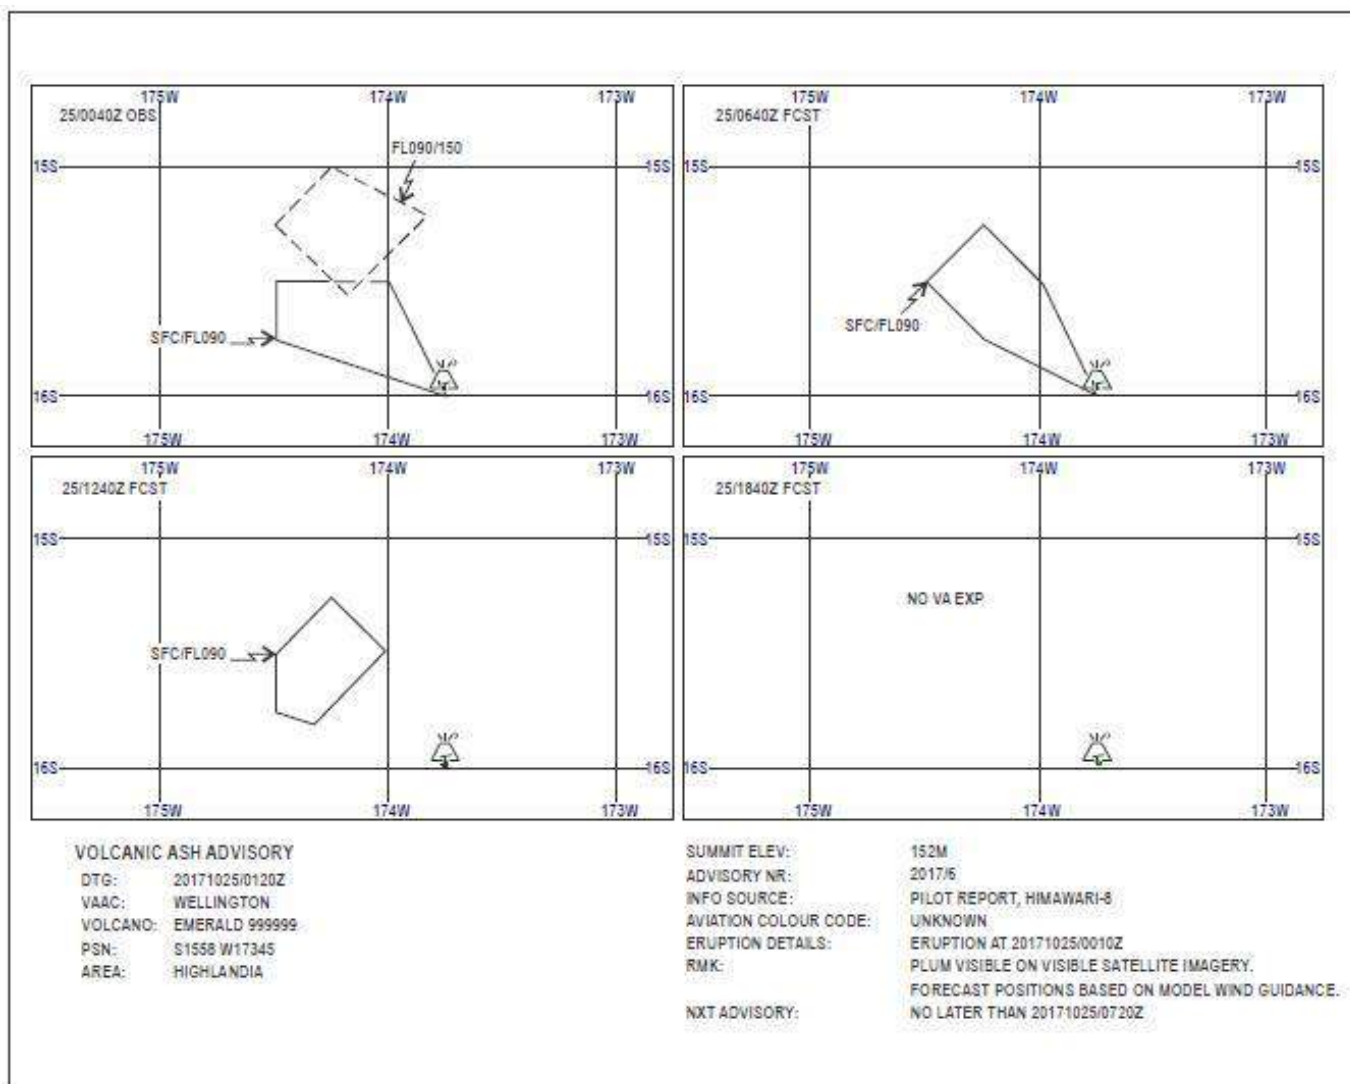 175W 174W 173W
25/0040Z OBS
FL090/150
15S 15S
SFC/FL090
16S 16S
175W 174W 173W
175W 174W 173W
25/0640Z FCST
15S 15S
SFC/FL090
16S 16S
175W 174W 173W
175W 174W 173W
25/1240Z FCST
15S 15S
SFC/FL090
16S 16S
175W 174W 173W
175W 174W 173W
25/1840Z FCST
15S 15S
NO VA EXP
16S 16S
175W 174W 173W
VOLCANIC ASH ADVISORY
DTG: 20171025/0120Z
VAAC: WELLINGTON
VOLCANO: EMERALD 999999
PSN: S1558 W17345
AREA: HIGHLANDIA
SUMMIT ELEV: 152M
ADVISORY NR: 2017/6
INFO SOURCE: PILOT REPORT, HIMAWARI-8
AVIATION COLOUR CODE: UNKNOWN
ERUPTION DETAILS: ERUPTION AT 20171025/0010Z
RMK: PLUM VISIBLE ON VISIBLE SATELLITE IMAGERY.
FORECAST POSITIONS BASED ON MODEL WIND GUIDANCE.
NXT ADVISORY: NO LATER THAN 20171025/0720Z